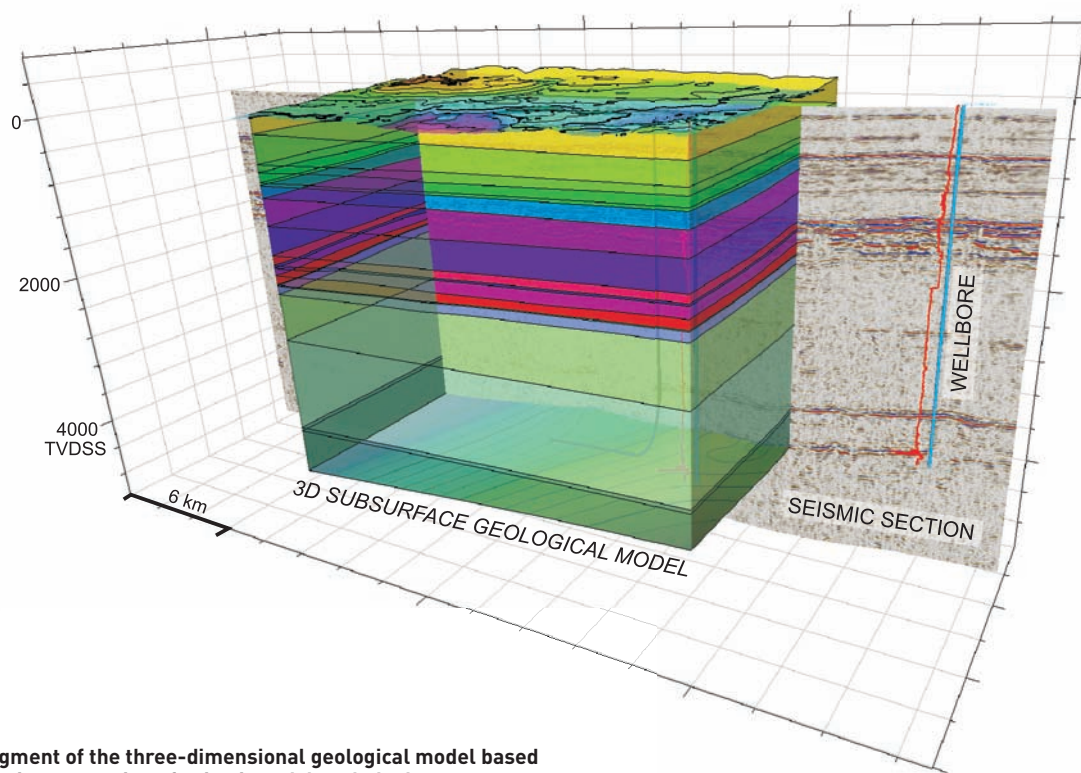 0
2000
4000
TVDSS
6 km
3D SUBSURFACE GEOLOGICAL MODEL
SEISMIC SECTION
WELLBORE
gment of the three-dimensional geological model based